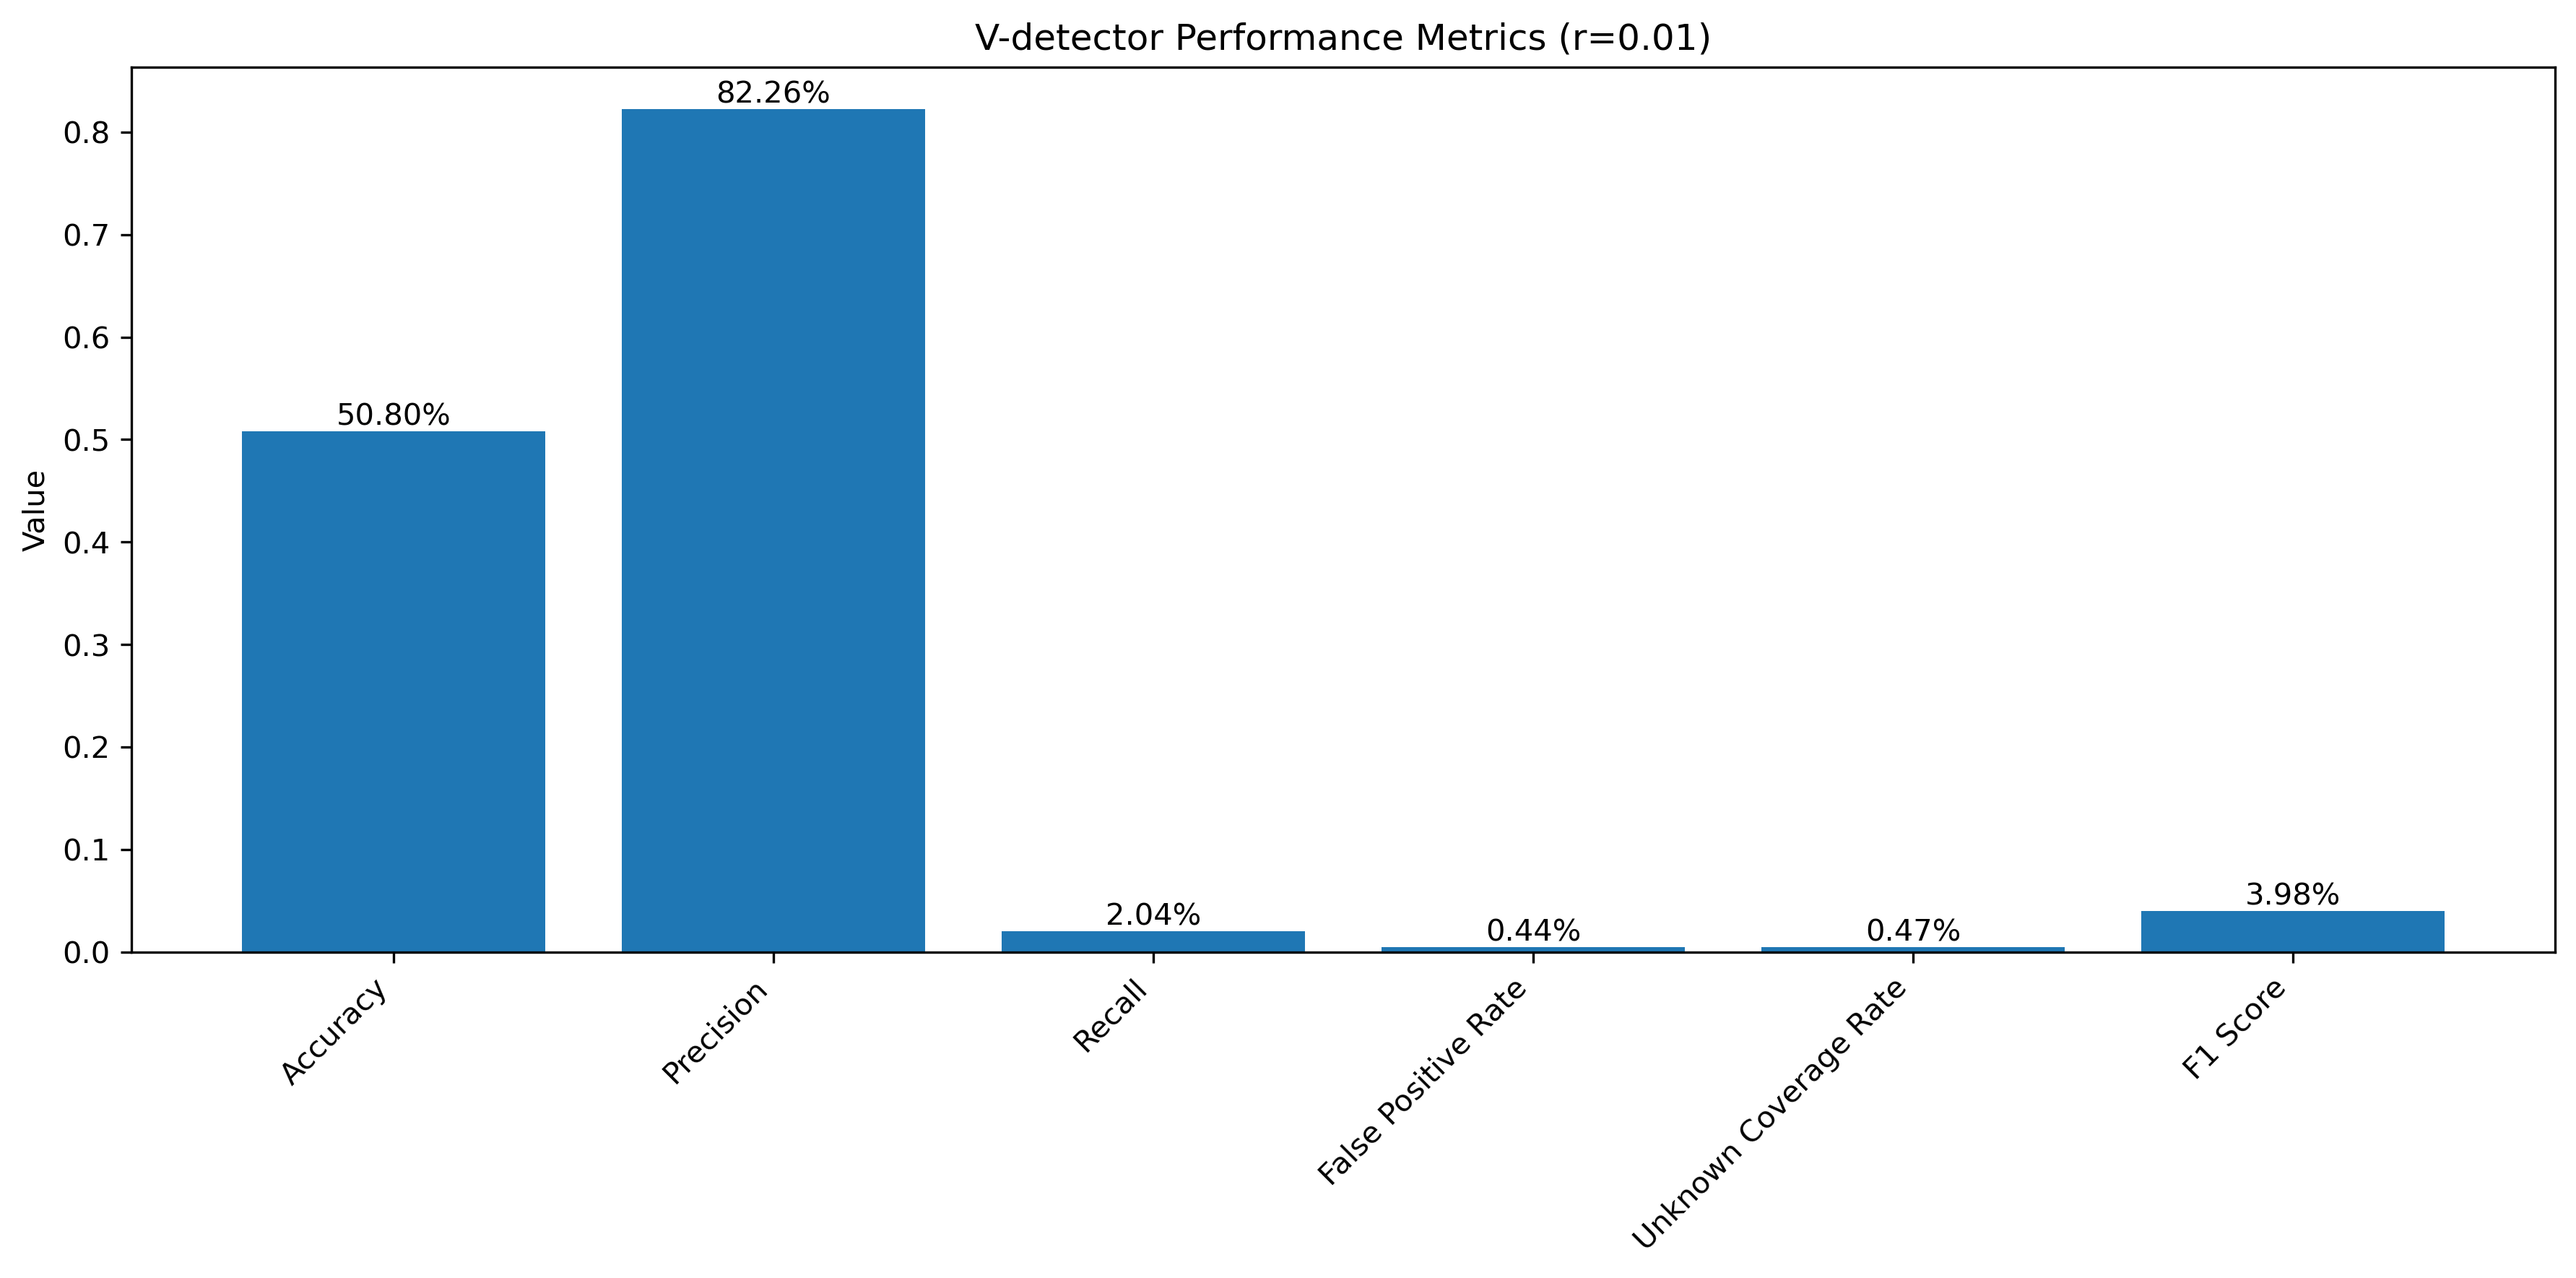 V-detector Performance Metrics (r=0.01)
Value
0.8
0.7
0.6
0.5
0.4
0.3
0.2
0.1
0.0
50.80%
82.26%
2.04%
0.44%
0.47%
3.98%
Accuracy
Precision
Recall
False Positive Rate
Unknown Coverage Rate
F1 Score